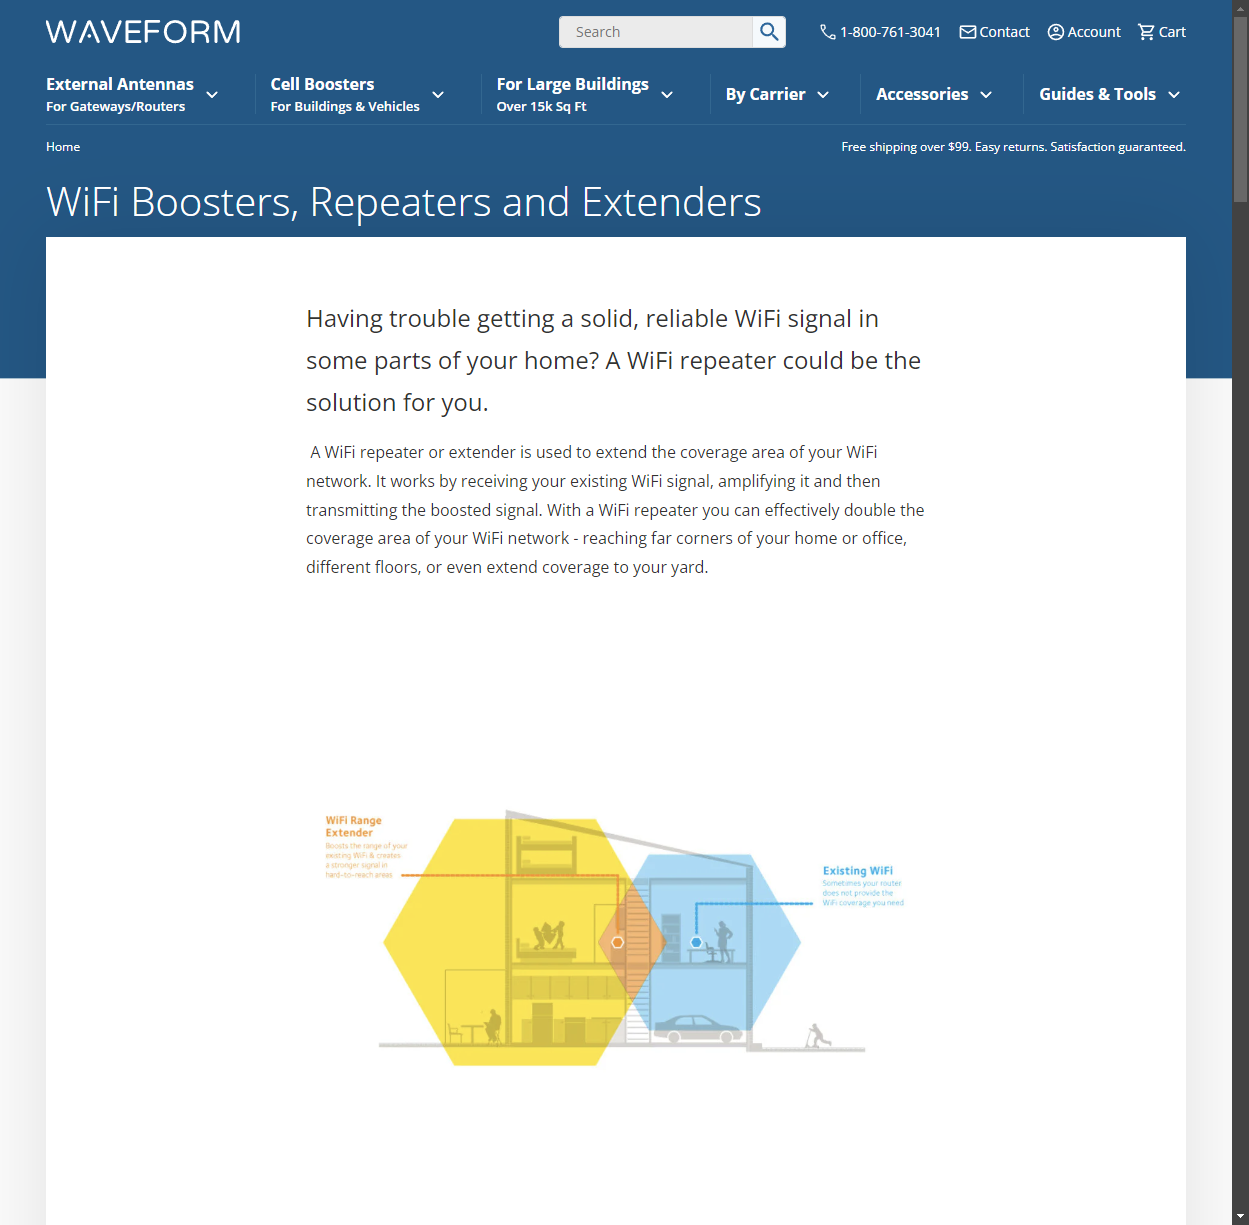 WAVEFORM
Search
1-800-761-3041
Contact
Account
Cart
External Antennas
For Gateways/Routers
Cell Boosters
For Buildings & Vehicles
For Large Buildings
Over 15k Sq Ft
By Carrier
Accessories
Guides & Tools
Home
Free shipping over $99. Easy returns. Satisfaction guaranteed.
WiFi Boosters, Repeaters and Extenders
Having trouble getting a solid, reliable WiFi signal in
some parts of your home? A WiFi repeater could be the
solution for you.
A WiFi repeater or extender is used to extend the coverage area of your WiFi
network. It works by receiving your existing WiFi signal, amplifying it and then
transmitting the boosted signal. With a WiFi repeater you can effectively double the
coverage area of your WiFi network - reaching far corners of your home or office,
different floors, or even extend coverage to your yard.
WiFi Range
Extender
Boosts the range of your
existing WiFi & creates
a stronger signal in
hard-to-reach areas
Existing WiFi
Sometimes your router
does not provide the
WiFi coverage you need